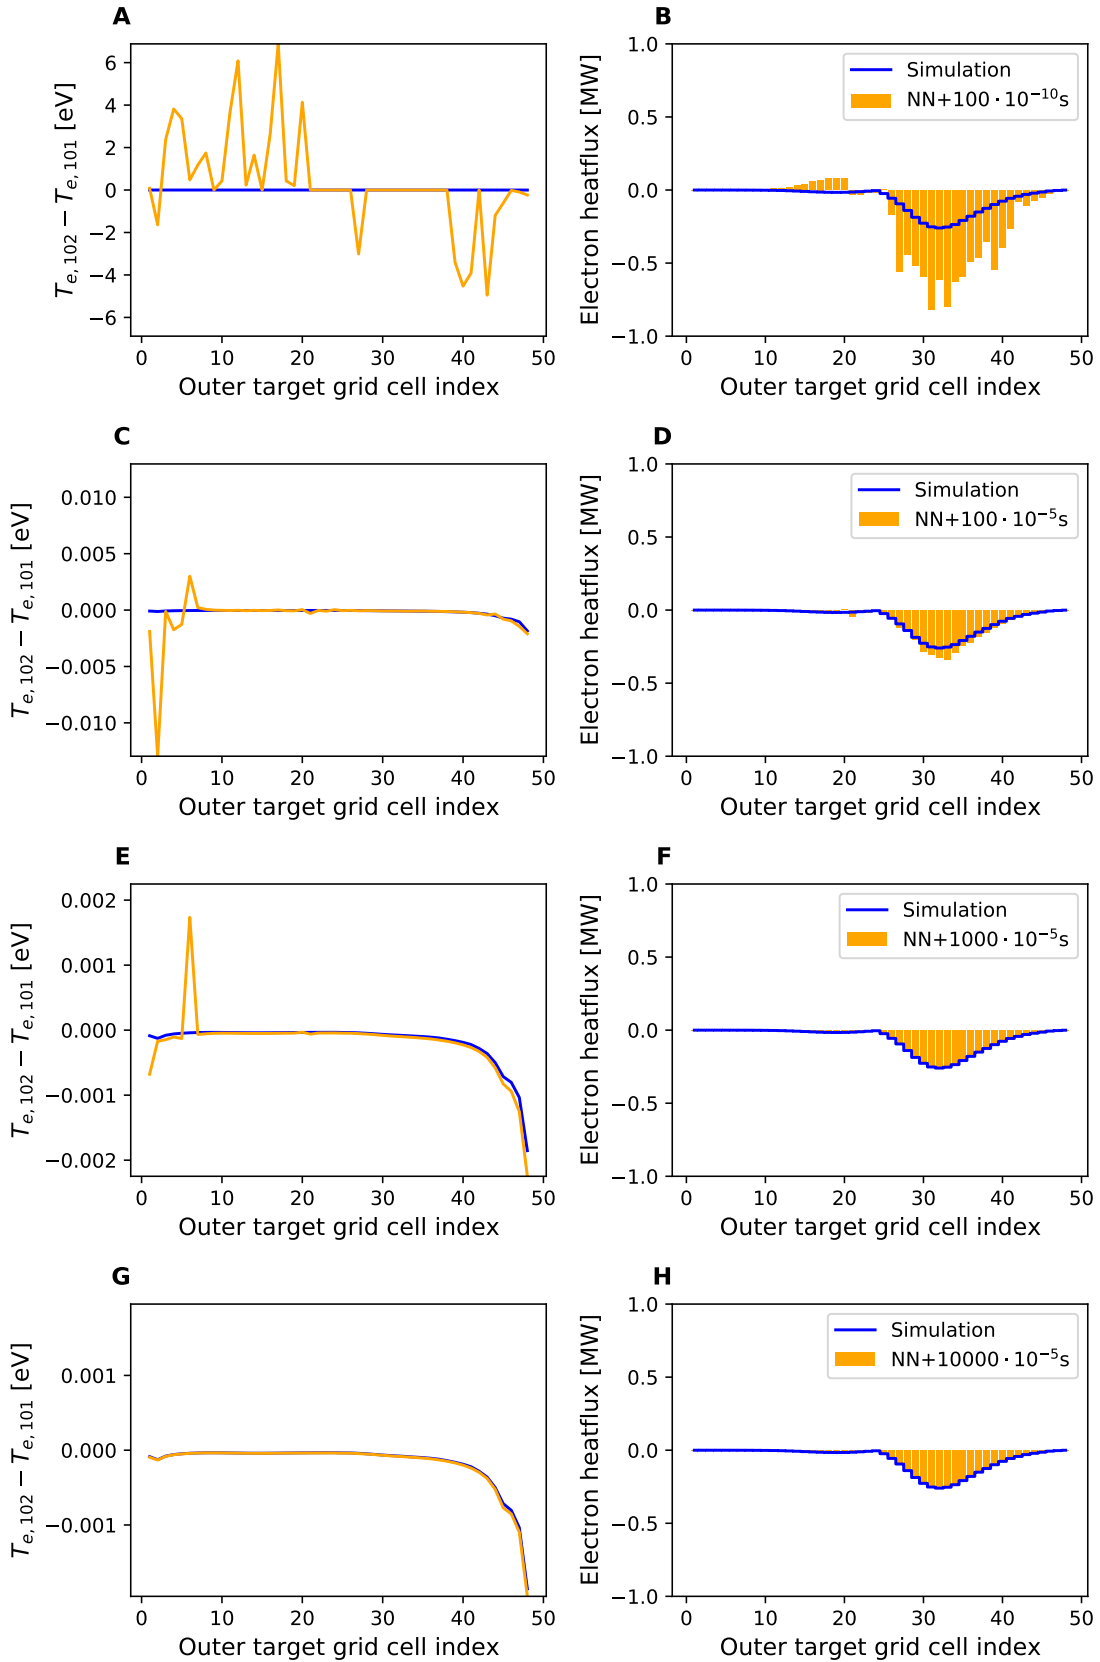 A
6
4
2
0
−2
−4
−6
T_{e,102} − T_{e,101} [eV]
0 10 20 30 40 50
Outer target grid cell index
B
1.0
0.5
0.0
−0.5
−1.0
Electron heatflux [MW]
Simulation
NN+100 · 10^{−10}s
0 10 20 30 40 50
Outer target grid cell index
C
0.010
0.005
0.000
−0.005
−0.010
T_{e,102} − T_{e,101} [eV]
0 10 20 30 40 50
Outer target grid cell index
D
1.0
0.5
0.0
−0.5
−1.0
Electron heatflux [MW]
Simulation
NN+100 · 10^{−5}s
0 10 20 30 40 50
Outer target grid cell index
E
0.002
0.001
0.000
−0.001
−0.002
T_{e,102} − T_{e,101} [eV]
0 10 20 30 40 50
Outer target grid cell index
F
1.0
0.5
0.0
−0.5
−1.0
Electron heatflux [MW]
Simulation
NN+1000 · 10^{−5}s
0 10 20 30 40 50
Outer target grid cell index
G
0.001
0.000
−0.001
T_{e,102} − T_{e,101} [eV]
0 10 20 30 40 50
Outer target grid cell index
H
1.0
0.5
0.0
−0.5
−1.0
Electron heatflux [MW]
Simulation
NN+10000 · 10^{−5}s
0 10 20 30 40 50
Outer target grid cell index